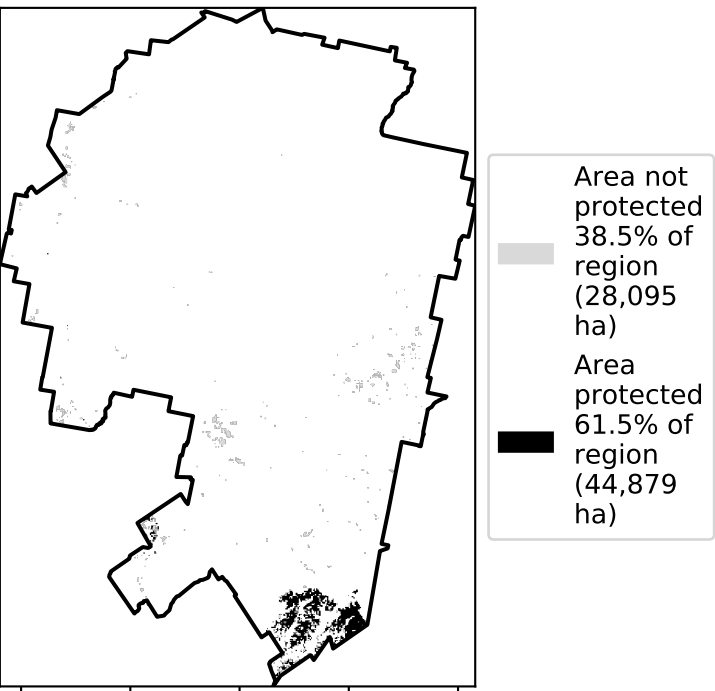 Area not
protected
38.5% of
region
(28,095
ha)
Area
protected
61.5% of
region
(44,879
ha)